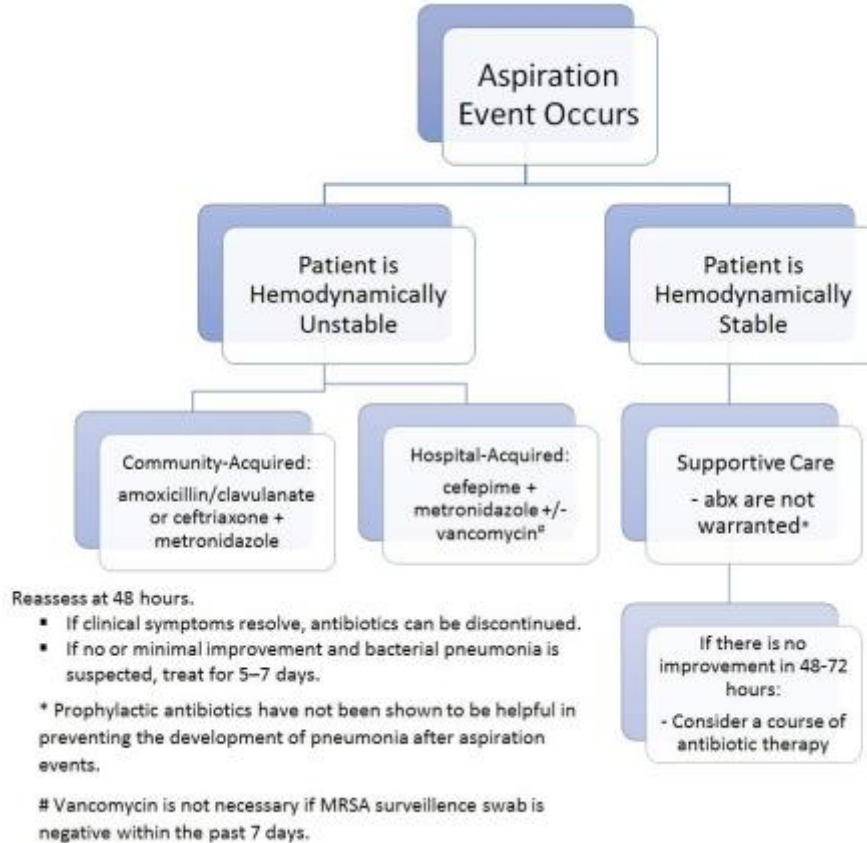 Aspiration
Event Occurs
Patient is
Hemodynamically
Unstable
Patient is
Hemodynamically
Stable
Community-Acquired:
amoxicillin/clavulanate
or ceftriaxone +
metronidazole
Hospital-Acquired:
cefepime +
metronidazole +/-
vancomycin#
Supportive Care
- abx are not
warranted*
Reassess at 48 hours.
▪ If clinical symptoms resolve, antibiotics can be discontinued.
▪ If no or minimal improvement and bacterial pneumonia is
suspected, treat for 5–7 days.
* Prophylactic antibiotics have not been shown to be helpful in
preventing the development of pneumonia after aspiration
events.
# Vancomycin is not necessary if MRSA surveillence swab is
negative within the past 7 days.
If there is no
improvement in 48-72
hours:
- Consider a course of
antibiotic therapy